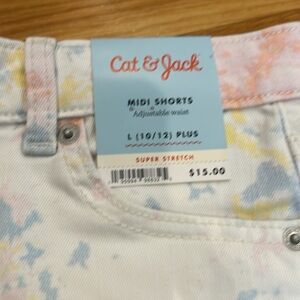 Cat & Jack
MIDI SHORTS
Adjustable waist
L (10/12) PLUS
SUPER STRETCH
$15.00